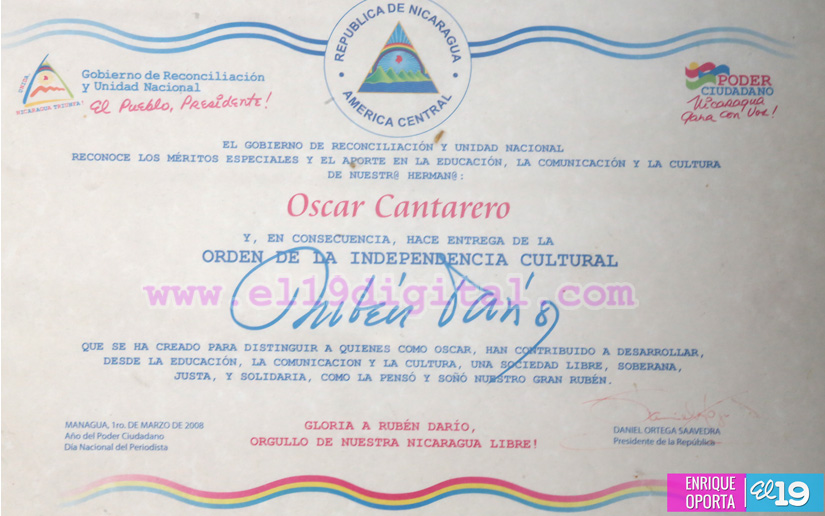 REPUBLICA DE NICARAGUA
AMERICA CENTRAL
UNIDA
NICARAGUA TRIUNFA!
Gobierno de Reconciliación
y Unidad Nacional
El Pueblo, Presidente!
PODER
CIUDADANO
Nicaragua
Gana con Vos!
EL GOBIERNO DE RECONCILIACIÓN Y UNIDAD NACIONAL
RECONOCE LOS MÉRITOS ESPECIALES Y EL APORTE EN LA EDUCACIÓN, LA COMUNICACIÓN Y LA CULTURA
DE NUESTR@ HERMAN@:
Oscar Cantarero
Y, EN CONSECUENCIA, HACE ENTREGA DE LA
ORDEN DE LA INDEPENDENCIA CULTURAL
www.el19digital.com
Rubén Darío
QUE SE HA CREADO PARA DISTINGUIR A QUIENES COMO OSCAR, HAN CONTRIBUIDO A DESARROLLAR,
DESDE LA EDUCACIÓN, LA COMUNICACION Y LA CULTURA, UNA SOCIEDAD LIBRE, SOBERANA,
JUSTA, Y SOLIDARIA, COMO LA PENSÓ Y SOÑÓ NUESTRO GRAN RUBÉN.
MANAGUA, 1ro. DE MARZO DE 2008
Año del Poder Ciudadano
Día Nacional del Periodista
GLORIA A RUBÉN DARÍO,
ORGULLO DE NUESTRA NICARAGUA LIBRE!
DANIEL ORTEGA SAAVEDRA
Presidente de la República
ENRIQUE
OPORTA
El 19